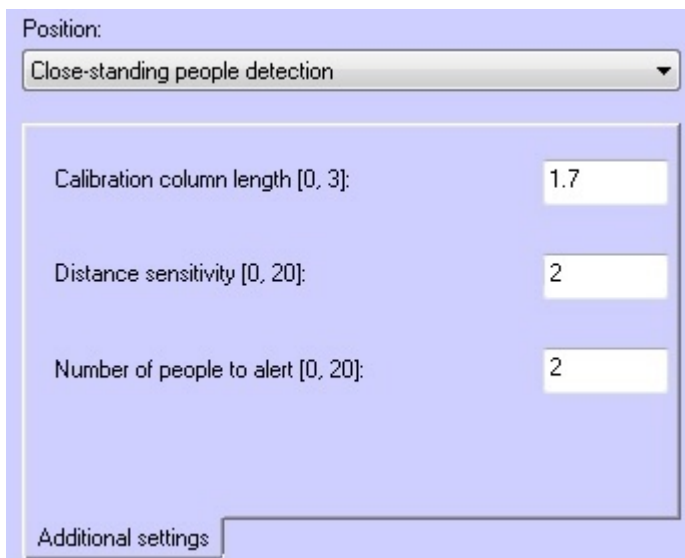 Position:
Close-standing people detection
Calibration column length [0, 3]: 1.7
Distance sensitivity [0, 20]: 2
Number of people to alert [0, 20]: 2
Additional settings